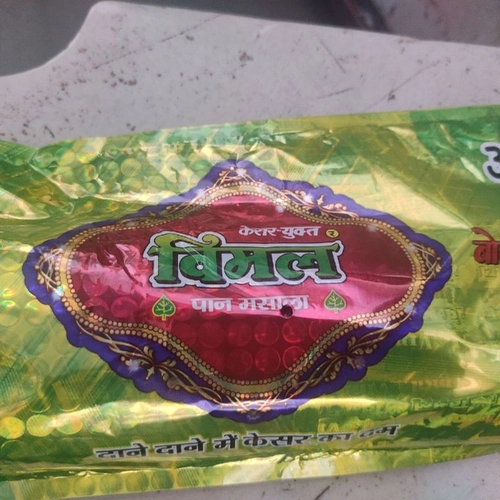 केसर-युक्त
विमल
पान मसाला
दाने दाने में केसर का दम